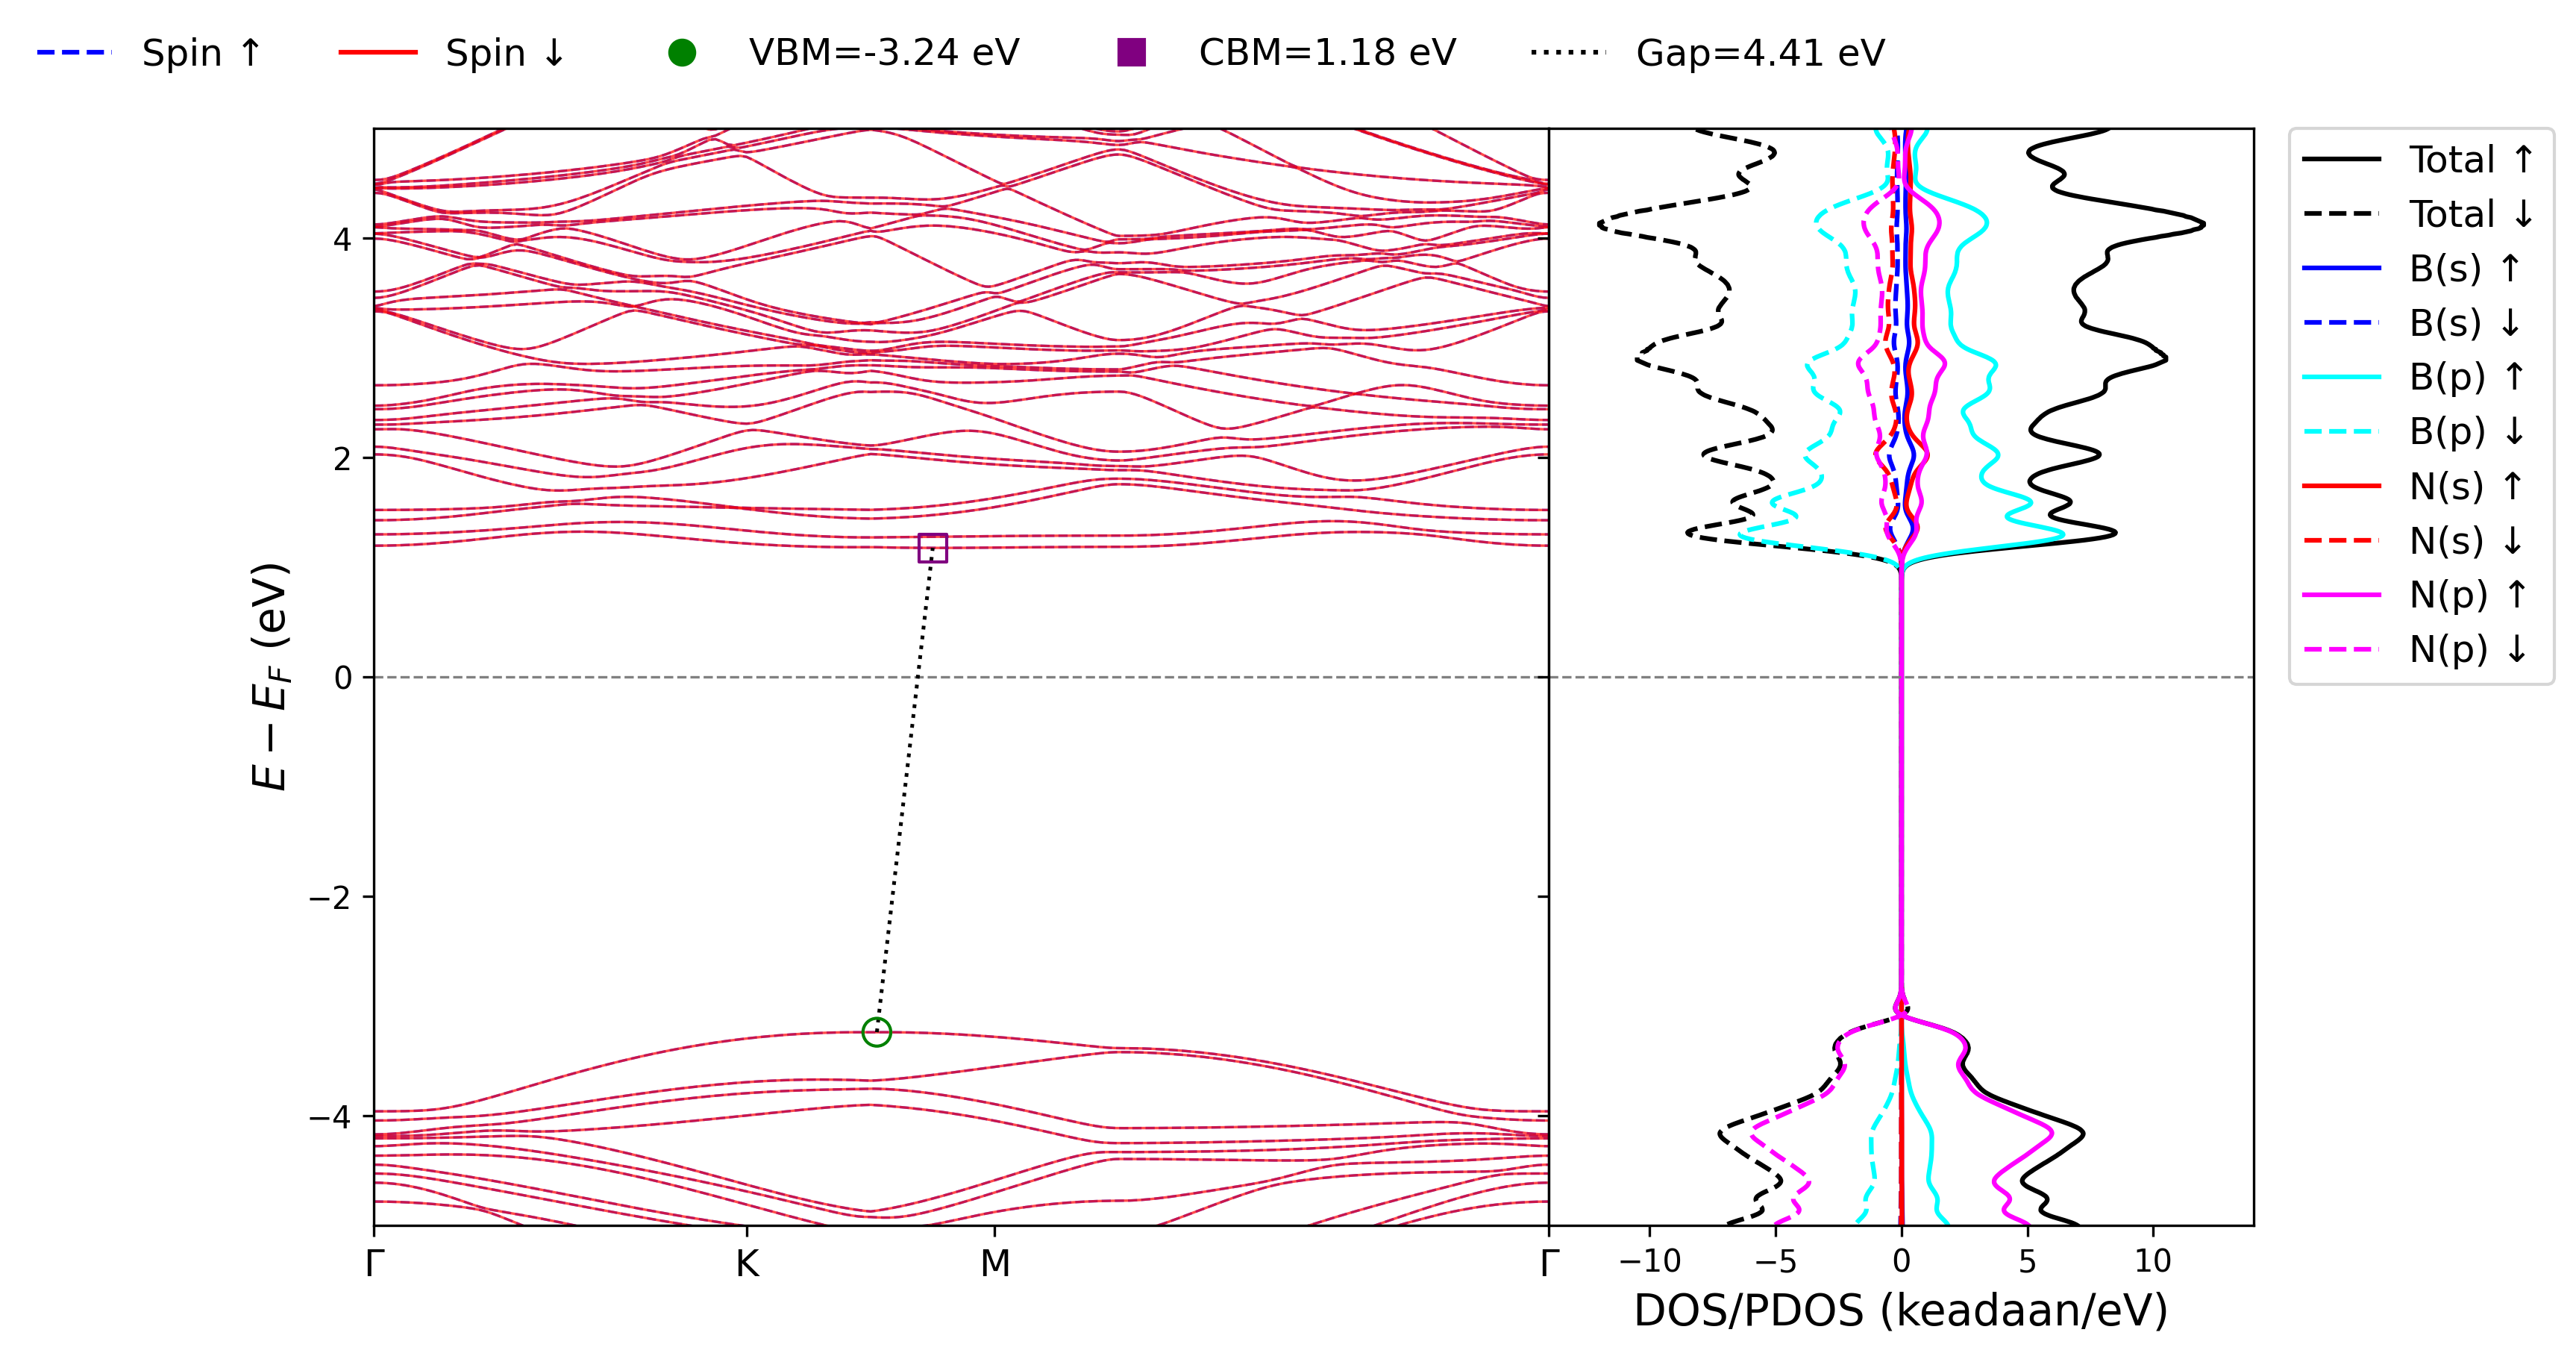 Spin ↑ Spin ↓ VBM=-3.24 eV CBM=1.18 eV Gap=4.41 eV
E − E_F (eV)
4
2
0
−2
−4
Γ K M Γ
−10 −5 0 5 10
DOS/PDOS (keadaan/eV)
Total ↑
Total ↓
B(s) ↑
B(s) ↓
B(p) ↑
B(p) ↓
N(s) ↑
N(s) ↓
N(p) ↑
N(p) ↓